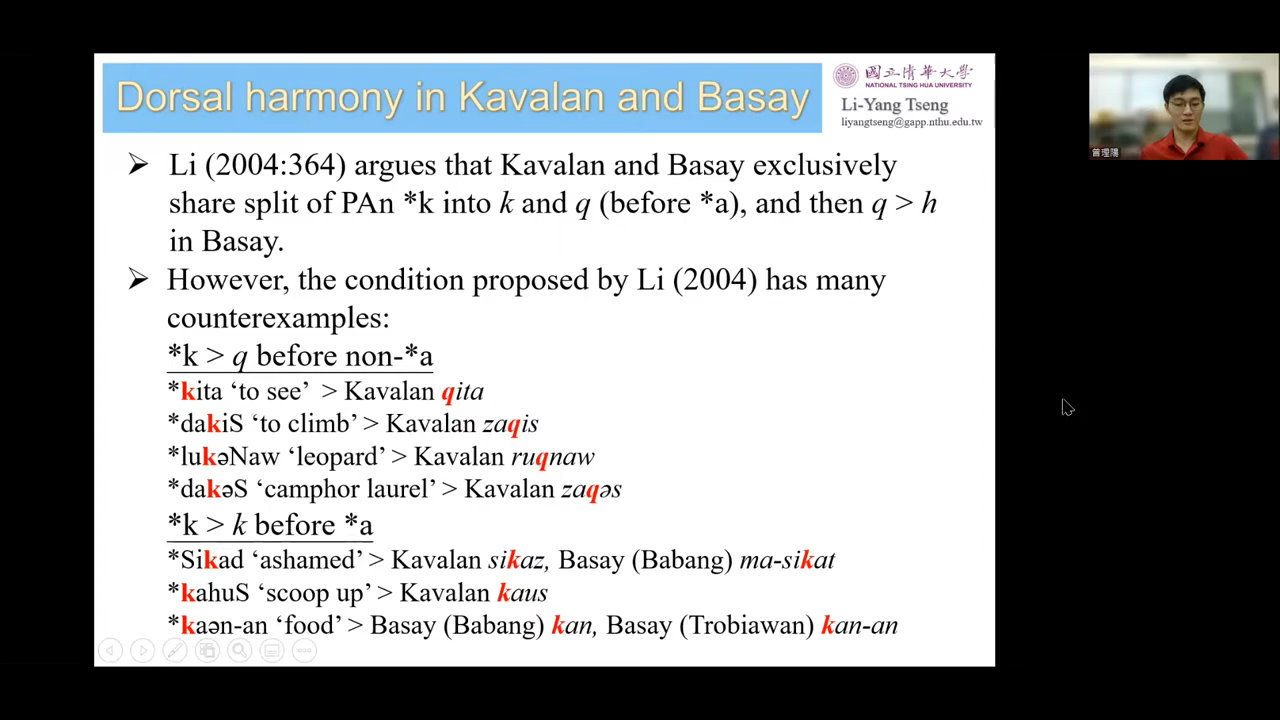 Dorsal harmony in Kavalan and Basay
國立清華大學
NATIONAL TSING HUA UNIVERSITY
Li-Yang Tseng
liyangtseng@gapp.nthu.edu.tw
➢ Li (2004:364) argues that Kavalan and Basay exclusively
share split of PAn *k into k and q (before *a), and then q > h
in Basay.
➢ However, the condition proposed by Li (2004) has many
counterexamples:
*k > q before non-*a
*kita ‘to see’ > Kavalan qita
*dakiS ‘to climb’ > Kavalan zaqis
*lukəNaw ‘leopard’ > Kavalan ruqnaw
*dakəS ‘camphor laurel’ > Kavalan zaqəs
*k > k before *a
*Sikad ‘ashamed’ > Kavalan sikaz, Basay (Babang) ma-sikat
*kahuS ‘scoop up’ > Kavalan kaus
*kaən-an ‘food’ > Basay (Babang) kan, Basay (Trobiawan) kan-an
曾理陽